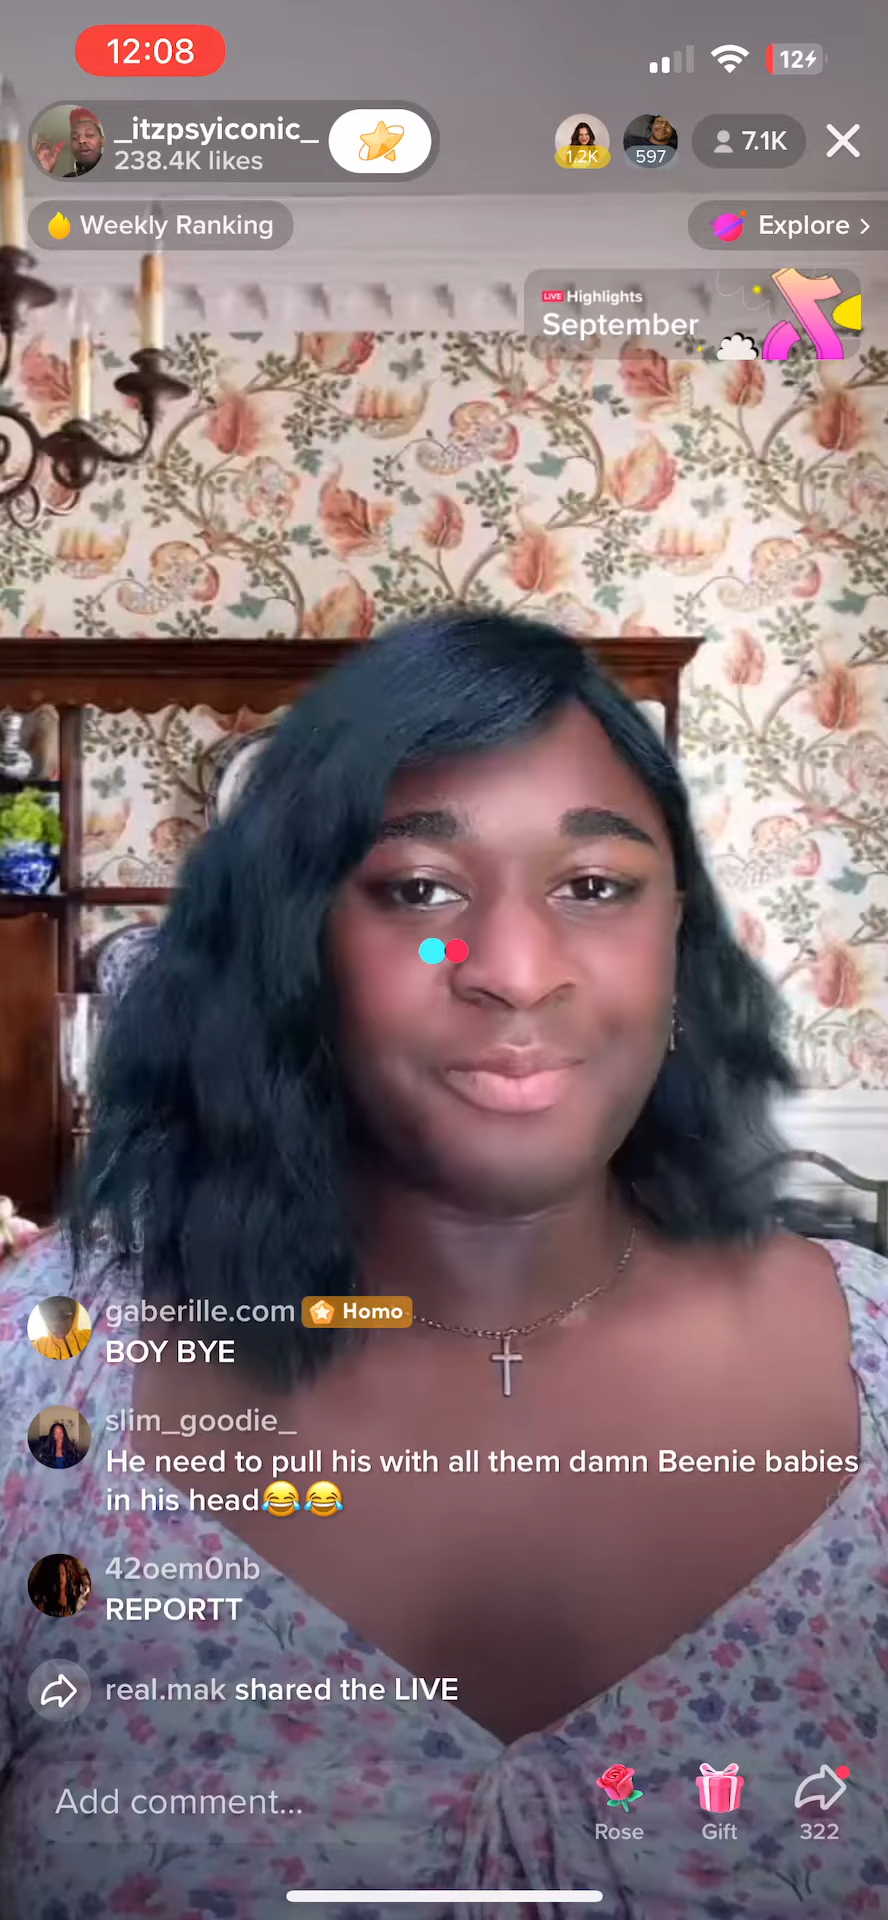 12:08
12
_itzpsyiconic_
238.4K likes
1.2K
597
7.1K
Weekly Ranking
Explore >
LIVE Highlights
September
gaberille.com Homo
BOY BYE
slim_goodie_
He need to pull his with all them damn Beenie babies
in his head😂😂
42oem0nb
REPORTT
real.mak shared the LIVE
Add comment...
Rose
Gift
322